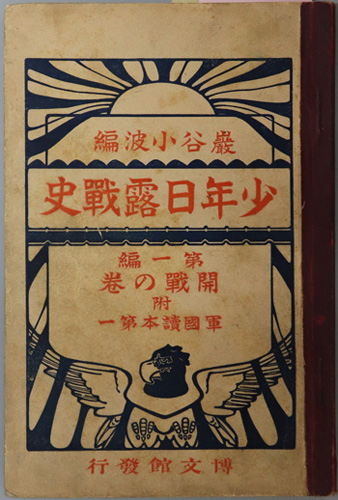 巖谷小波編
少年日露戰史
第一編
開戰の卷
附
軍國讀本第一
博文館發行